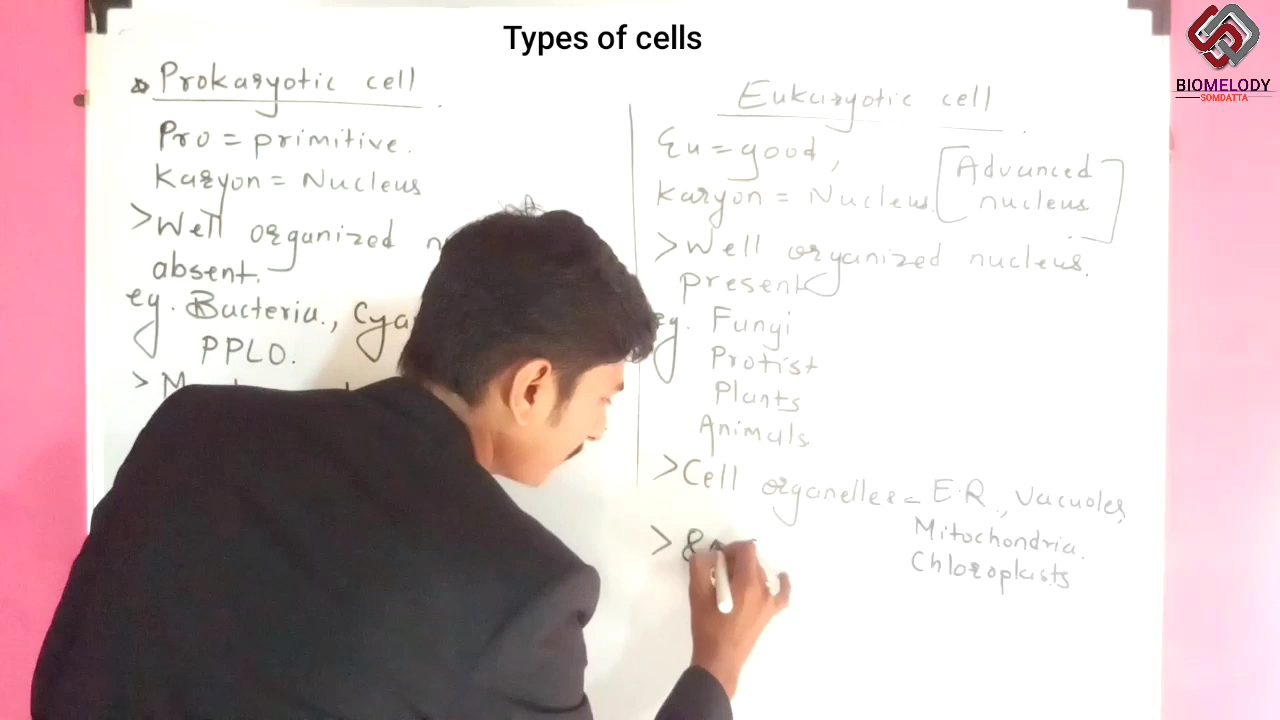 Types of cells
BIOMELODY
SOMDATTA
Prokaryotic cell
Pro = primitive.
Karyon = Nucleus
>Well organized
absent.
eg. Bacteria.,
PPLO.
>
Eukaryotic cell
Eu = good,
Karyon = Nucleus. [Advanced
nucleus]
>Well organized nucleus.
present
eg. Fungi
Protist
Plants
Animals.
>Cell organelles = E.R., Vacuoles,
Mitochondria.
Chloroplasts
>